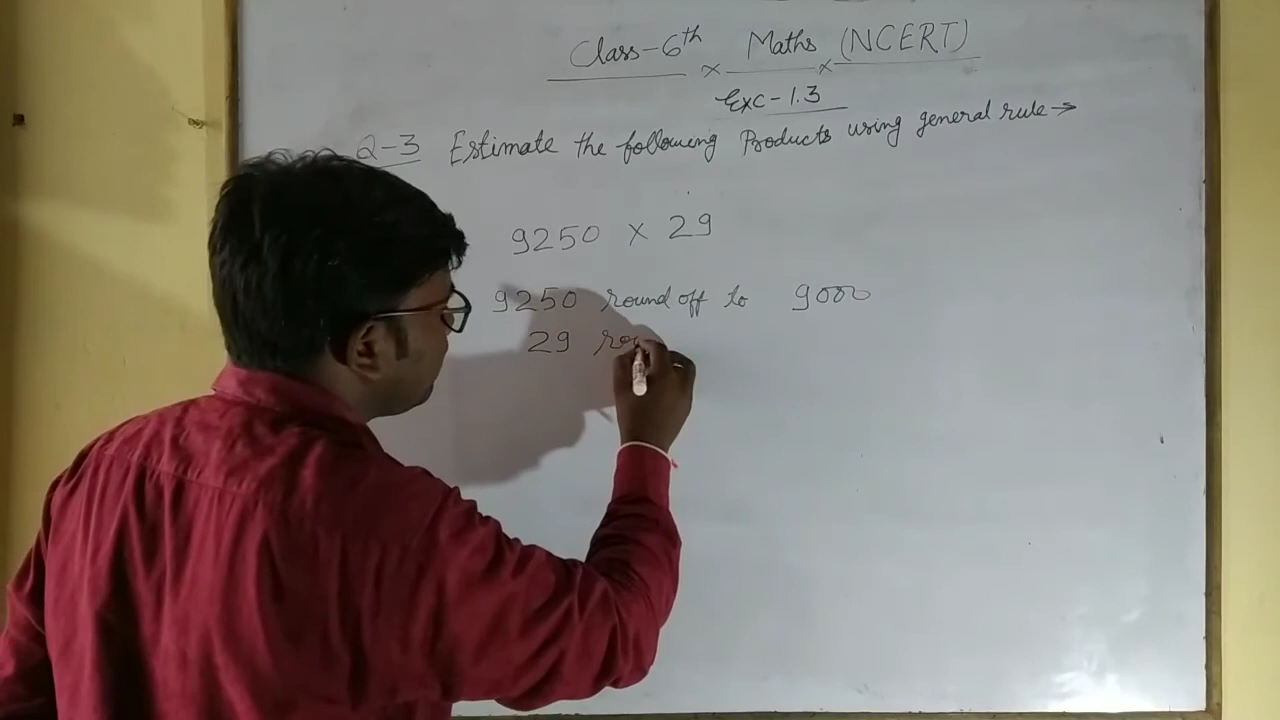 Class-6th Maths (NCERT)
Exc-1.3
Q-3 Estimate the following Products using general rule →
9250 × 29
9250 round off to 9000
29 rou